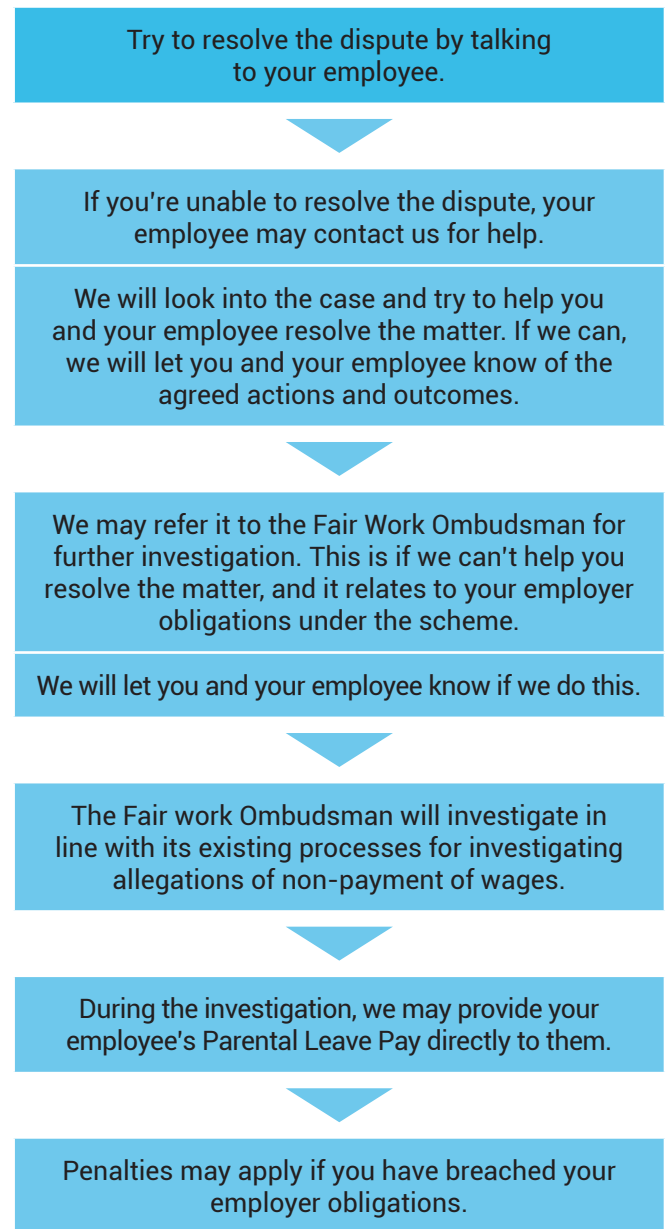 Try to resolve the dispute by talking
to your employee.
If you're unable to resolve the dispute, your
employee may contact us for help.
We will look into the case and try to help you
and your employee resolve the matter. If we can,
we will let you and your employee know of the
agreed actions and outcomes.
We may refer it to the Fair Work Ombudsman for
further investigation. This is if we can't help you
resolve the matter, and it relates to your employer
obligations under the scheme.
We will let you and your employee know if we do this.
The Fair work Ombudsman will investigate in
line with its existing processes for investigating
allegations of non-payment of wages.
During the investigation, we may provide your
employee's Parental Leave Pay directly to them.
Penalties may apply if you have breached your
employer obligations.